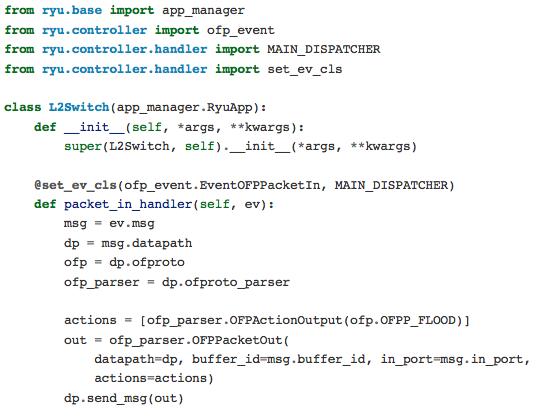 from ryu.base import app_manager
from ryu.controller import ofp_event
from ryu.controller.handler import MAIN_DISPATCHER
from ryu.controller.handler import set_ev_cls

class L2Switch(app_manager.RyuApp):
    def __init__(self, *args, **kwargs):
        super(L2Switch, self).__init__(*args, **kwargs)

    @set_ev_cls(ofp_event.EventOFPPacketIn, MAIN_DISPATCHER)
    def packet_in_handler(self, ev):
        msg = ev.msg
        dp = msg.datapath
        ofp = dp.ofproto
        ofp_parser = dp.ofproto_parser

        actions = [ofp_parser.OFPActionOutput(ofp.OFPP_FLOOD)]
        out = ofp_parser.OFPPacketOut(
            datapath=dp, buffer_id=msg.buffer_id, in_port=msg.in_port,
            actions=actions)
        dp.send_msg(out)